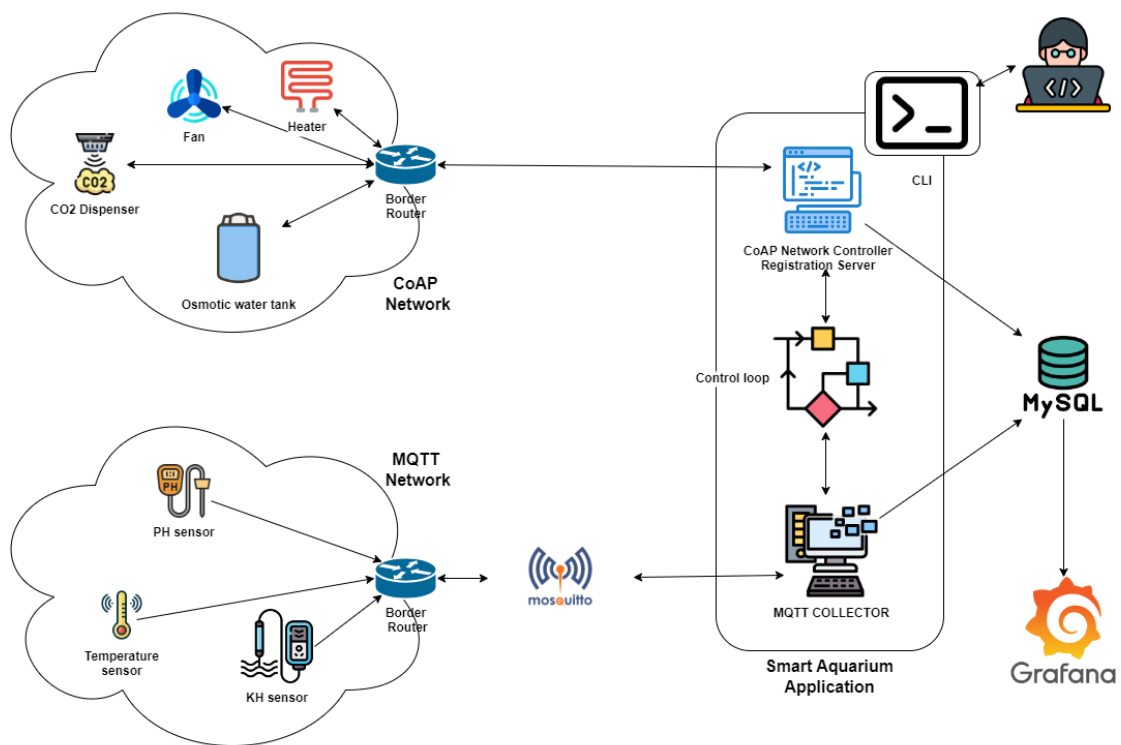 Fan
Heater
CO2
CO2 Dispenser
Border
Router
Osmotic water tank
CoAP
Network
</>
CLI
</>
CoAP Network Controller
Registration Server
Control loop
MySQL
MQTT
Network
PH
PH sensor
Temperature
sensor
KH sensor
Border
Router
mosquitto
MQTT COLLECTOR
Smart Aquarium
Application
Grafana